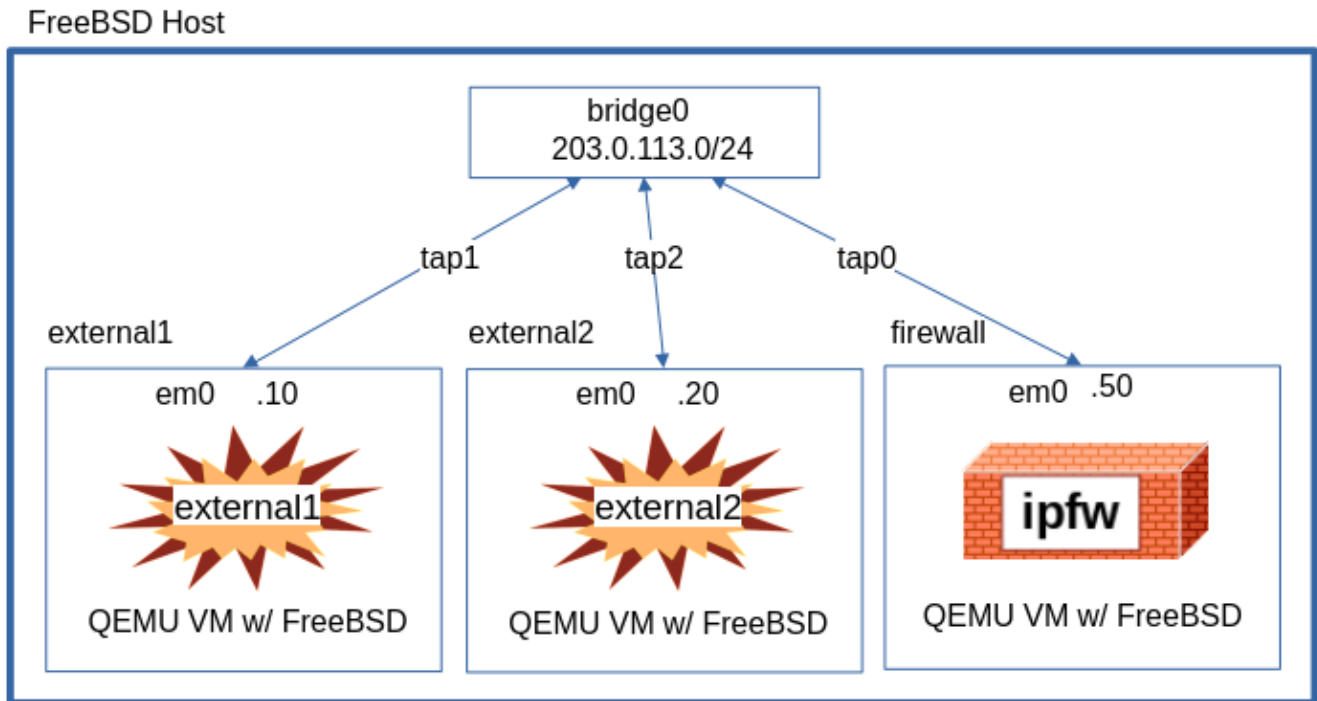 FreeBSD Host
bridge0
203.0.113.0/24
tap1
tap2
tap0
external1
external2
firewall
em0 .10
em0 .20
em0 .50
external1
external2
ipfw
QEMU VM w/ FreeBSD
QEMU VM w/ FreeBSD
QEMU VM w/ FreeBSD